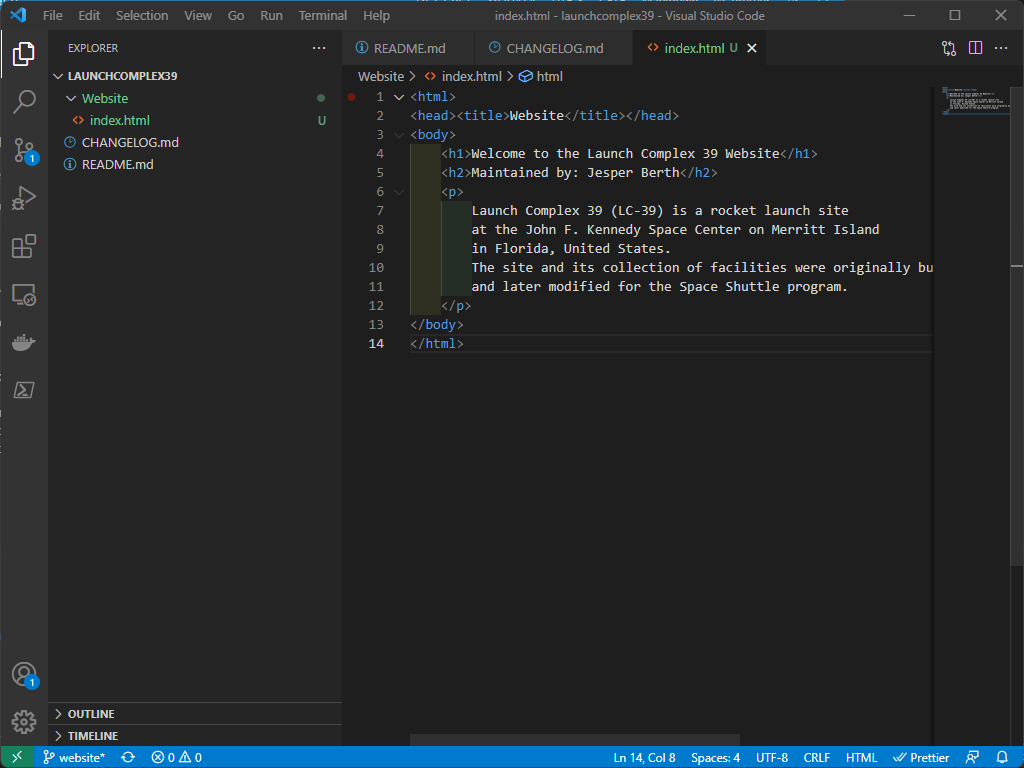 File Edit Selection View Go Run Terminal Help index.html - launchcomplex39 - Visual Studio Code
EXPLORER
README.md CHANGELOG.md index.html U
LAUNCHCOMPLEX39
Website
index.html U
CHANGELOG.md
README.md
Website > index.html > html
1 <html>
2 <head><title>Website</title></head>
3 <body>
4 <h1>Welcome to the Launch Complex 39 Website</h1>
5 <h2>Maintained by: Jesper Berth</h2>
6 <p>
7 Launch Complex 39 (LC-39) is a rocket launch site
8 at the John F. Kennedy Space Center on Merritt Island
9 in Florida, United States.
10 The site and its collection of facilities were originally bu
11 and later modified for the Space Shuttle program.
12 </p>
13 </body>
14 </html>
1
1
OUTLINE
TIMELINE
website* 0 0 Ln 14, Col 8 Spaces: 4 UTF-8 CRLF HTML Prettier